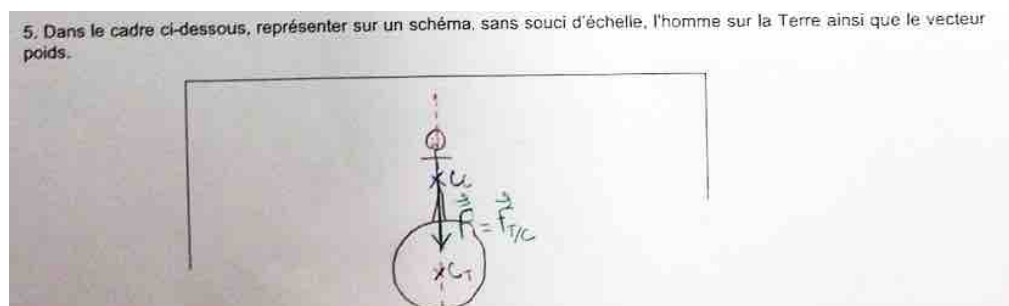 5. Dans le cadre ci-dessous, représenter sur un schéma, sans souci d'échelle, l'homme sur la Terre ainsi que le vecteur
poids.
= F⃗T/C
CT